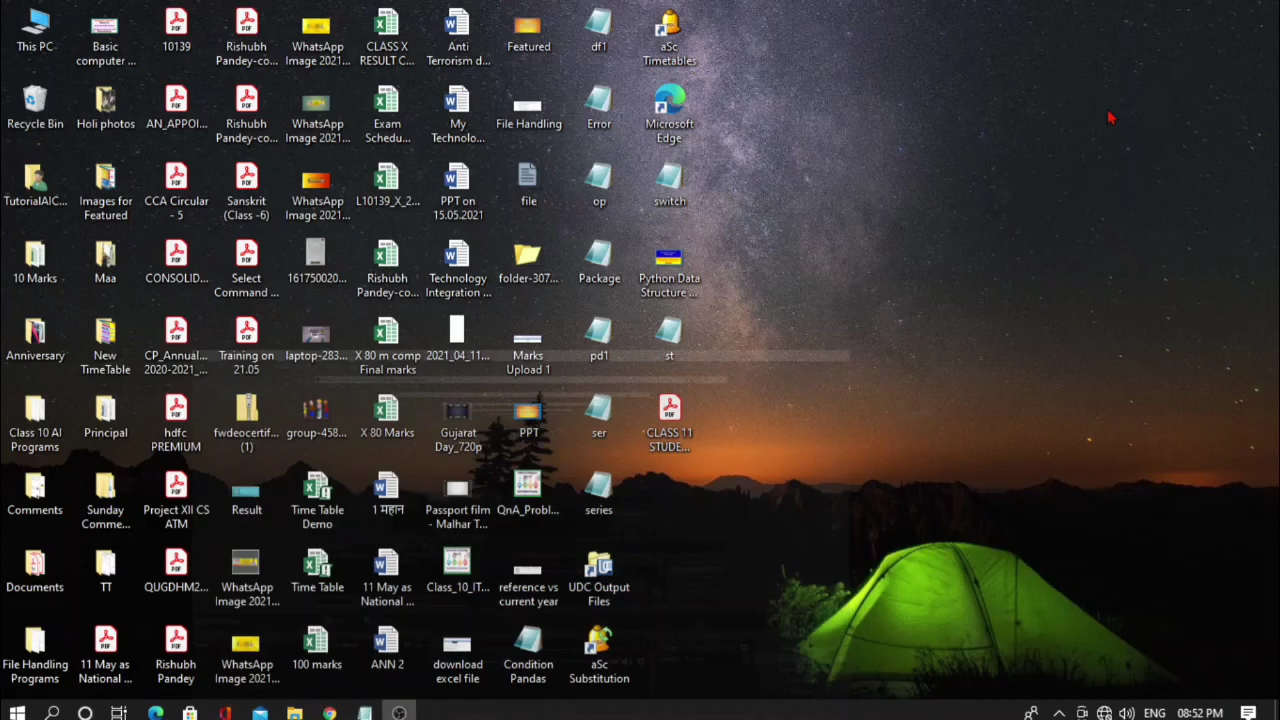 This PC
Basic
computer ...
10139
Rishubh
Pandey-co...
WhatsApp
Image 2021...
CLASS X
RESULT C...
Anti
Terrorism d...
Featured
df1
aSc
Timetables
Recycle Bin
Holi photos
AN_APPOI...
Rishubh
Pandey-co...
WhatsApp
Image 2021...
Exam
Schedu...
My
Technolo...
File Handling
Error
Microsoft
Edge
TutorialAIC...
Images for
Featured
CCA Circular
- 5
Sanskrit
(Class -6)
WhatsApp
Image 2021...
L10139_X_2...
PPT on
15.05.2021
file
op
switch
10 Marks
Maa
CONSOLID...
Select
Command ...
161750020...
Rishubh
Pandey-co...
Technology
Integration ...
folder-307...
Package
Python Data
Structure ...
Anniversary
New
TimeTable
CP_Annual...
2020-2021_...
Training on
21.05
laptop-283...
X 80 m comp
Final marks
2021_04_11...
Marks
Upload 1
pd1
st
Class 10 AI
Programs
Principal
hdfc
PREMIUM
fwdeocertif...
(1)
group-458...
X 80 Marks
Gujarat
Day_720p
PPT
ser
CLASS 11
STUDE...
Comments
Sunday
Comme...
Project XII CS
ATM
Result
Time Table
Demo
1 महान
Passport film
- Malhar T...
QnA_Probl...
series
Documents
TT
QUGDHM2...
WhatsApp
Image 2021...
Time Table
11 May as
National ...
Class_10_IT...
reference vs
current year
UDC Output
Files
File Handling
Programs
11 May as
National ...
Rishubh
Pandey
WhatsApp
Image 2021...
100 marks
ANN 2
download
excel file
Condition
Pandas
aSc
Substitution
ENG
08:52 PM